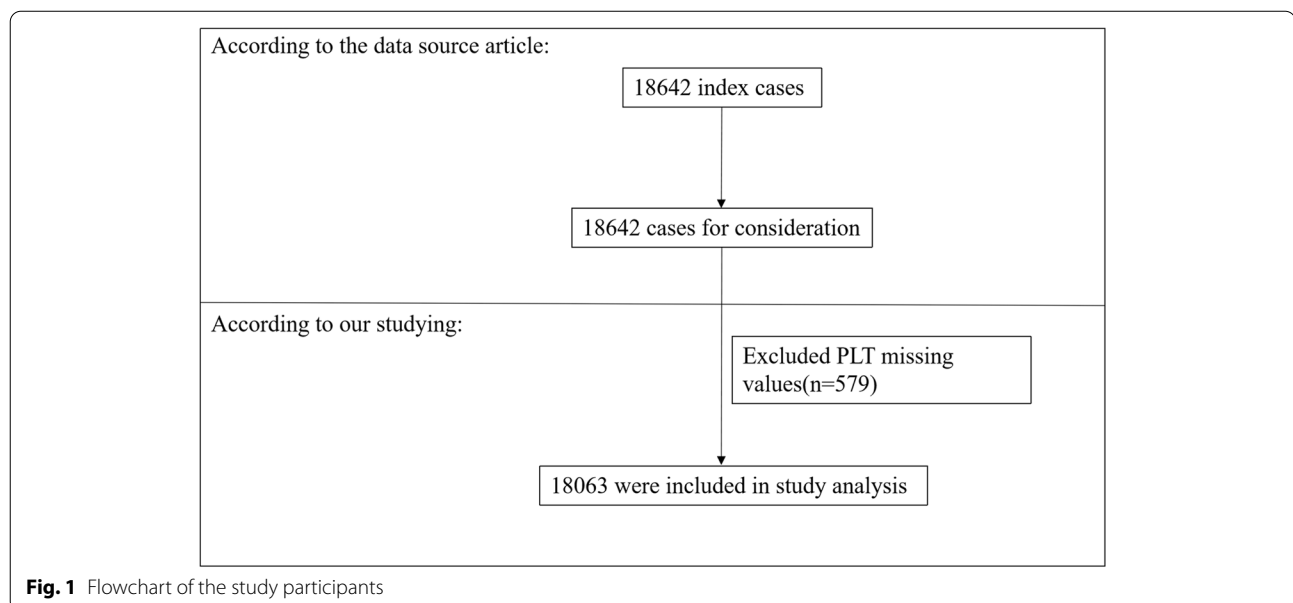 According to the data source article:
18642 index cases
18642 cases for consideration
According to our studying:
Excluded PLT missing
values(n=579)
18063 were included in study analysis
Fig. 1 Flowchart of the study participants